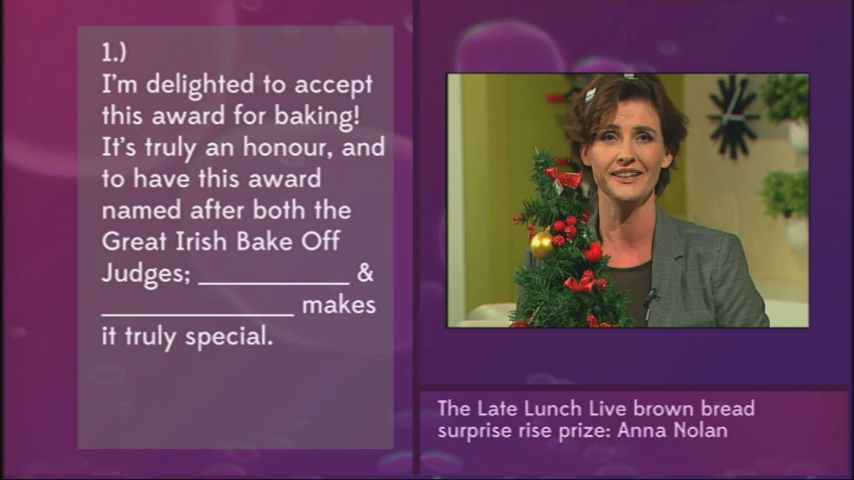 1.)
I'm delighted to accept
this award for baking!
It's truly an honour, and
to have this award
named after both the
Great Irish Bake Off
Judges; ____________ &
_______________ makes
it truly special.
The Late Lunch Live brown bread
surprise rise prize: Anna Nolan